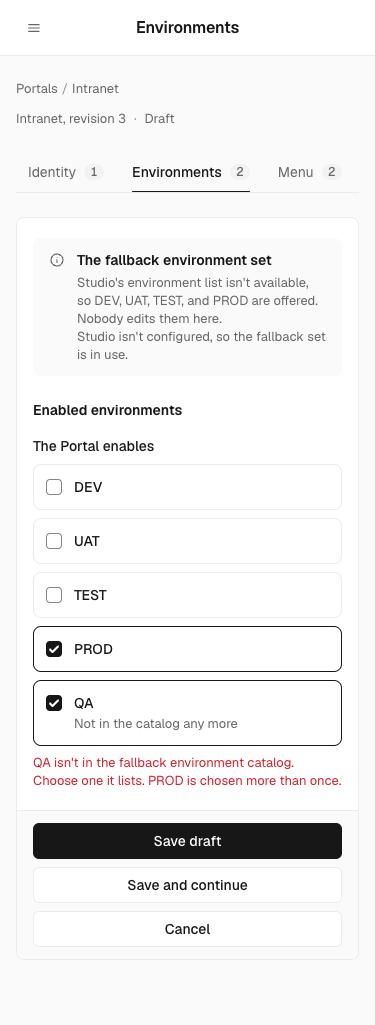 Environments
Portals / Intranet
Intranet, revision 3 · Draft
Identity 1 Environments 2 Menu 2
The fallback environment set
Studio's environment list isn't available,
so DEV, UAT, TEST, and PROD are offered.
Nobody edits them here.
Studio isn't configured, so the fallback set
is in use.
Enabled environments
The Portal enables
DEV
UAT
TEST
PROD
QA
Not in the catalog any more
QA isn't in the fallback environment catalog.
Choose one it lists. PROD is chosen more than once.
Save draft
Save and continue
Cancel